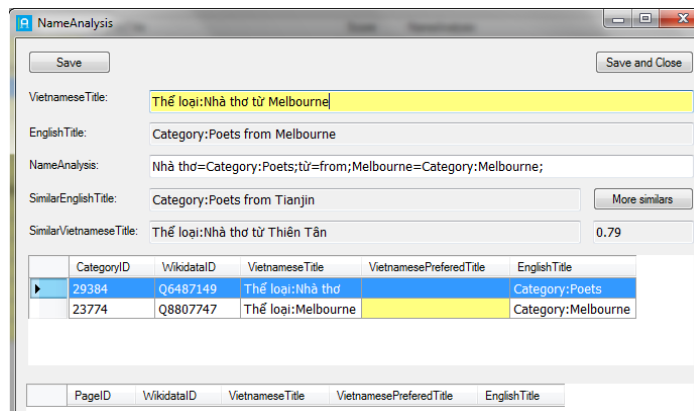 NameAnalysis
Save Save and Close
VietnameseTitle: Thể loại:Nhà thơ từ Melbourne
EnglishTitle: Category:Poets from Melbourne
NameAnalysis: Nhà thơ=Category:Poets;từ=from;Melbourne=Category:Melbourne;
SimilarEnglishTitle: Category:Poets from Tianjin More similars
SimilarVietnameseTitle: Thể loại:Nhà thơ từ Thiên Tân 0.79
CategoryID WikidataID VietnameseTitle VietnamesePreferedTitle EnglishTitle
29384 Q6487149 Thể loại:Nhà thơ Category:Poets
23774 Q8807747 Thể loại:Melbourne Category:Melbourne
PageID WikidataID VietnameseTitle VietnamesePreferedTitle EnglishTitle